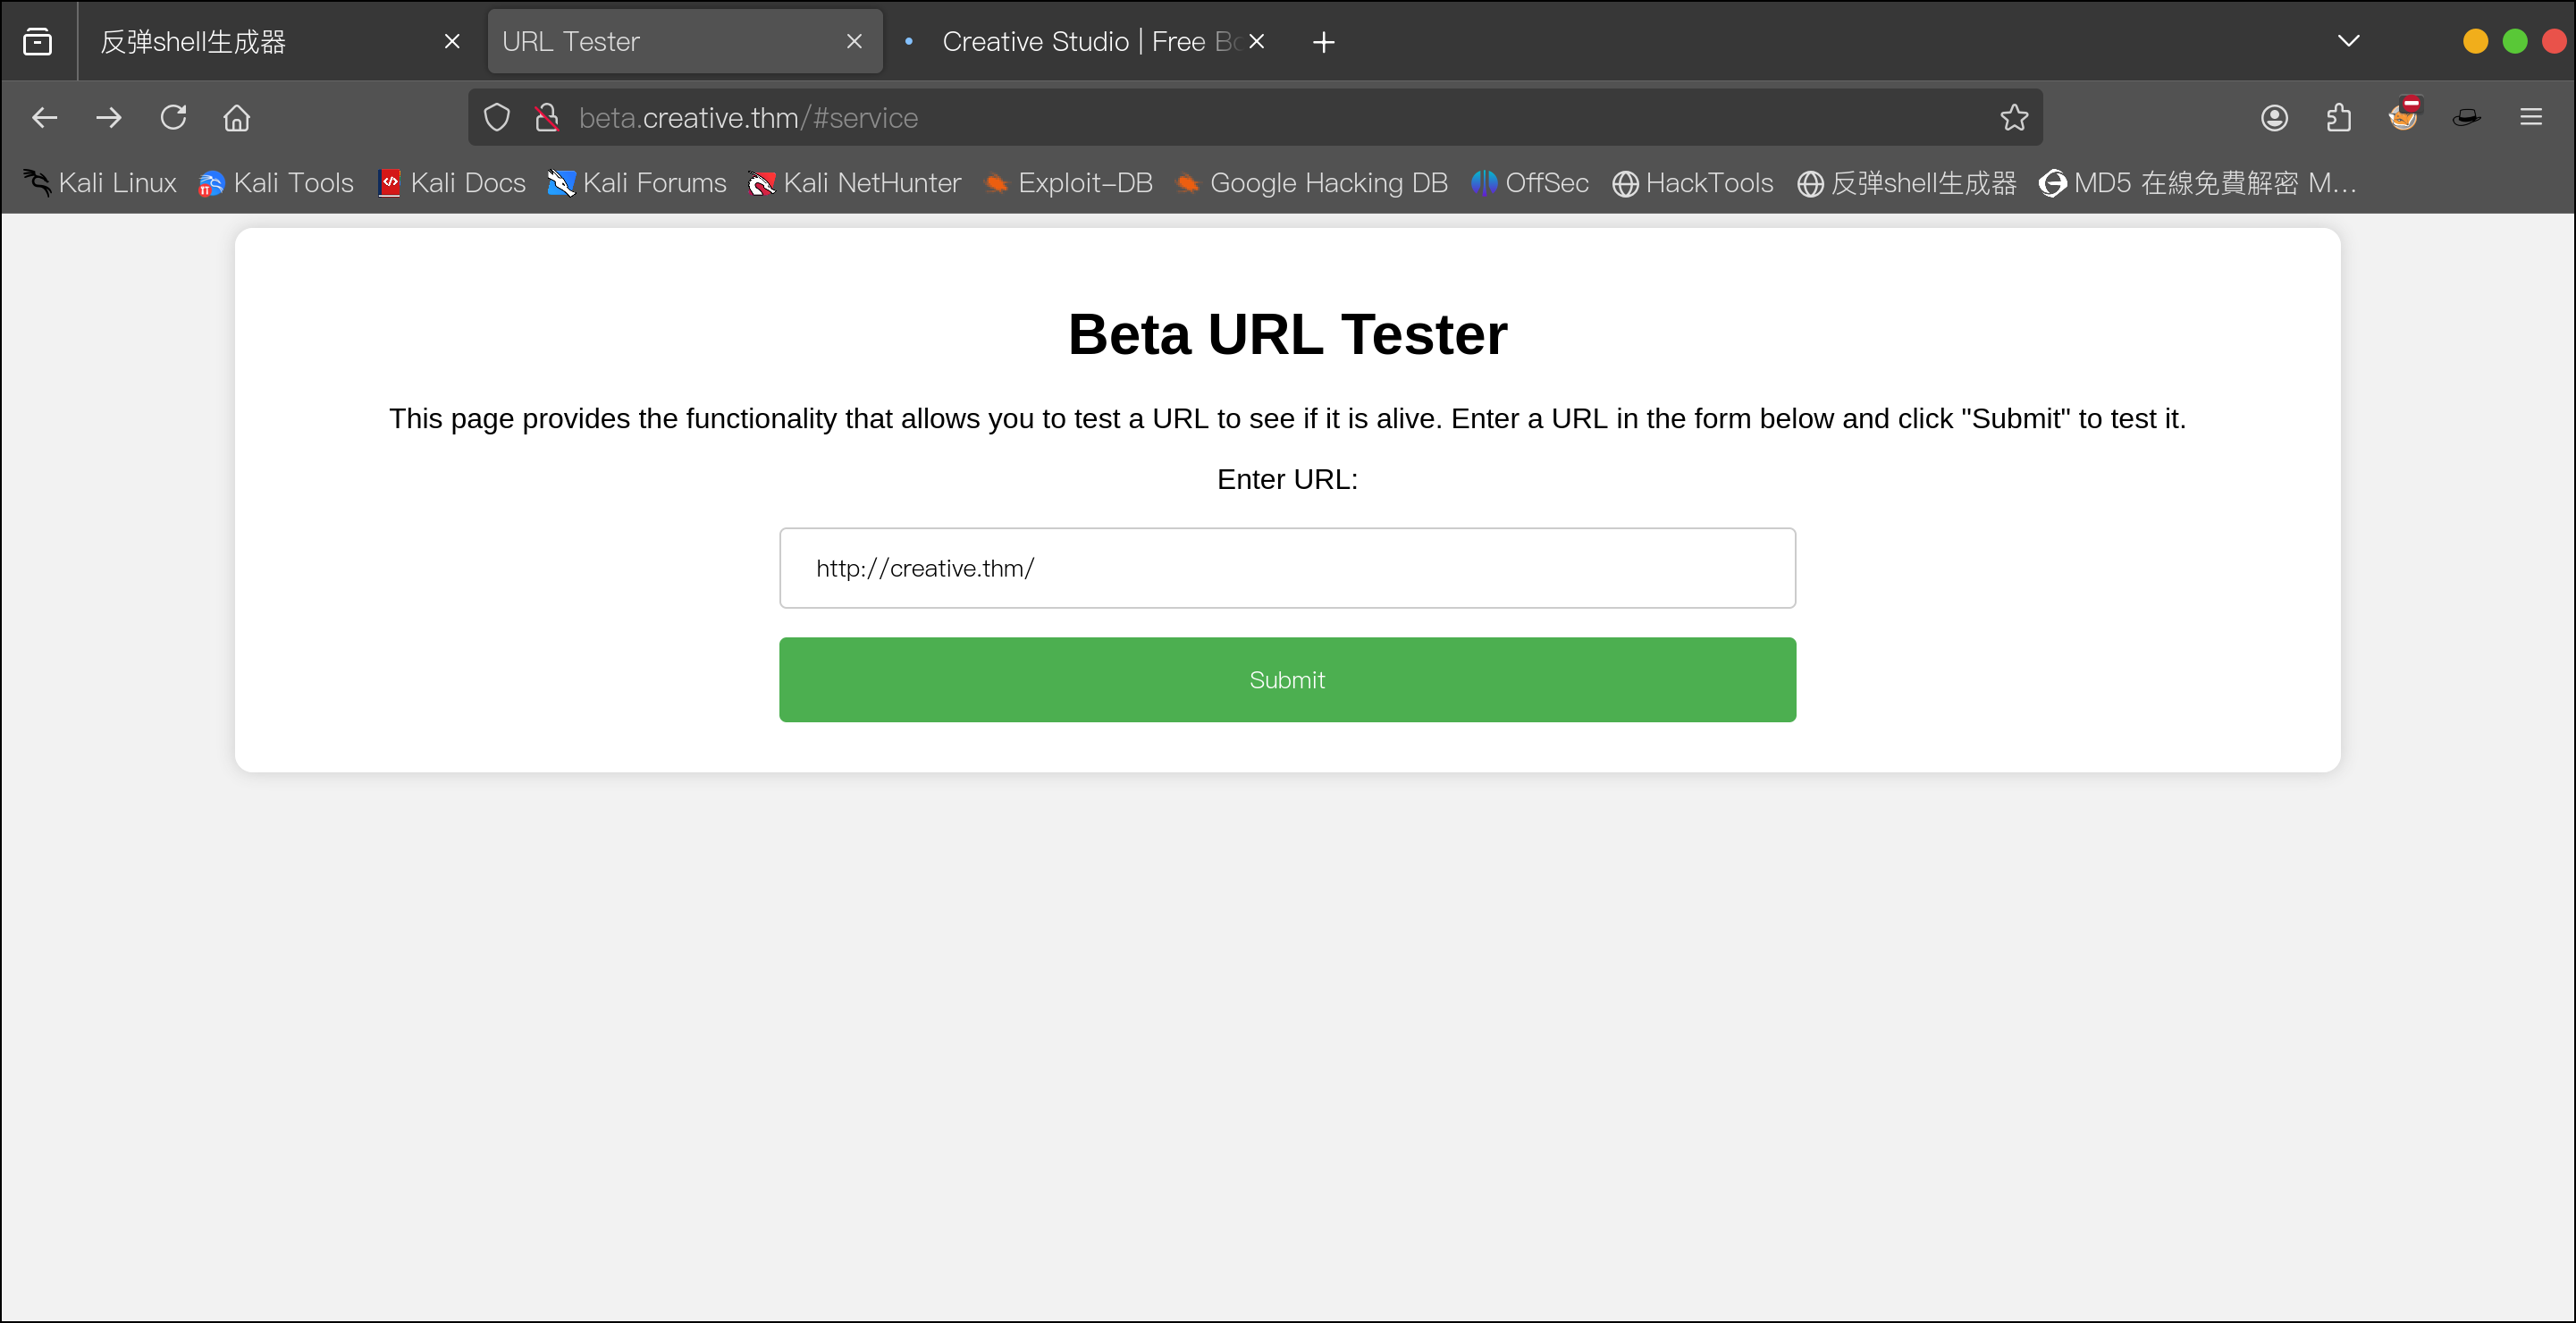 反弹shell生成器
URL Tester
Creative Studio | Free
beta.creative.thm/#service
Kali Linux
Kali Tools
Kali Docs
Kali Forums
Kali NetHunter
Exploit-DB
Google Hacking DB
OffSec
HackTools
反弹shell生成器
MD5 在線免費解密 M...
Beta URL Tester
This page provides the functionality that allows you to test a URL to see if it is alive. Enter a URL in the form below and click "Submit" to test it.
Enter URL:
http://creative.thm/
Submit